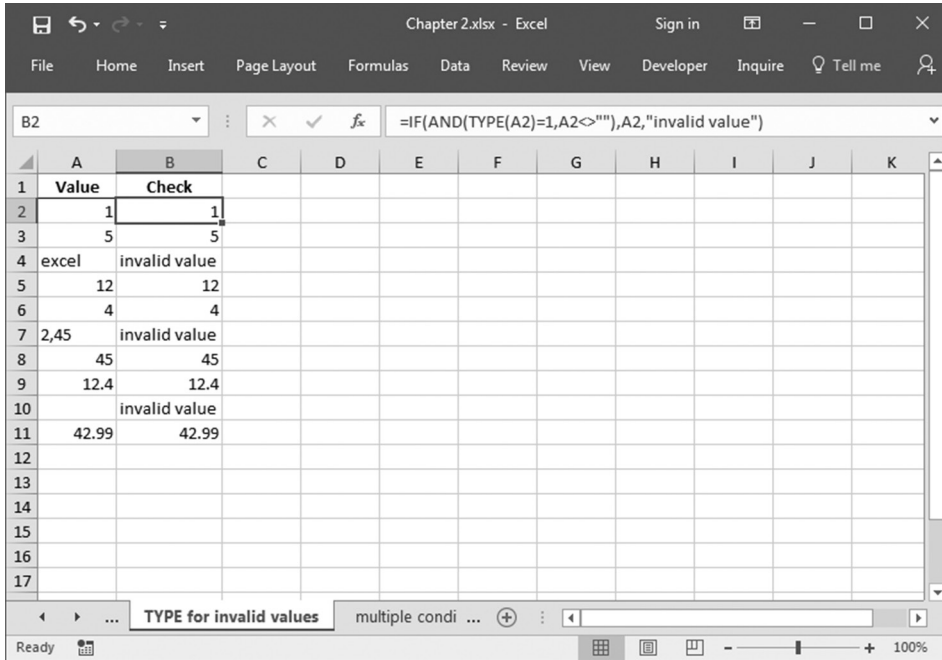 Chapter 2.xlsx - Excel Sign in
File Home Insert Page Layout Formulas Data Review View Developer Inquire Tell me
B2 fx =IF(AND(TYPE(A2)=1,A2<>""),A2,"invalid value")
A B C D E F G H I J K
1 Value Check
2 1 1
3 5 5
4 excel invalid value
5 12 12
6 4 4
7 2,45 invalid value
8 45 45
9 12.4 12.4
10 invalid value
11 42.99 42.99
12
13
14
15
16
17
... TYPE for invalid values multiple condi ...
Ready 100%